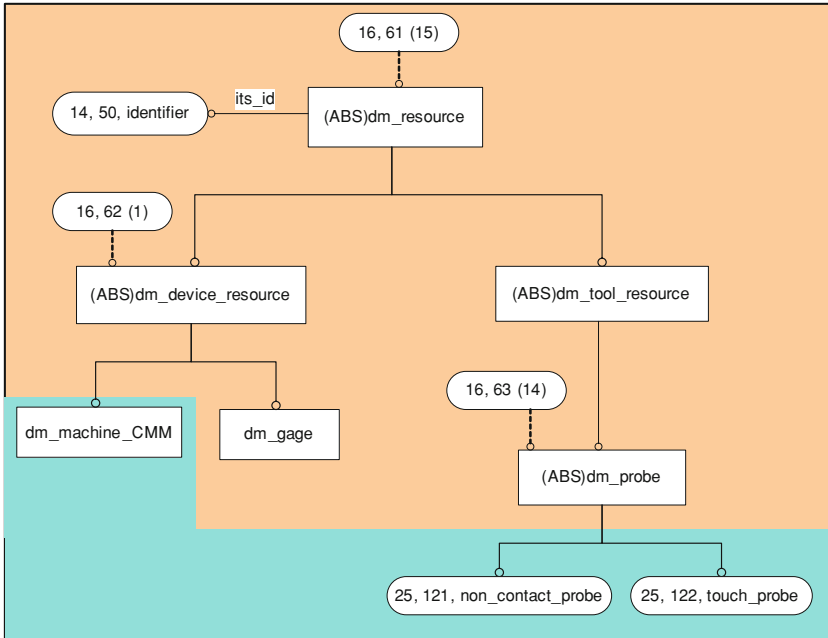 16, 61 (15)
its_id
14, 50, identifier
(ABS)dm_resource
16, 62 (1)
(ABS)dm_device_resource
(ABS)dm_tool_resource
16, 63 (14)
dm_machine_CMM
dm_gage
(ABS)dm_probe
25, 121, non_contact_probe
25, 122, touch_probe